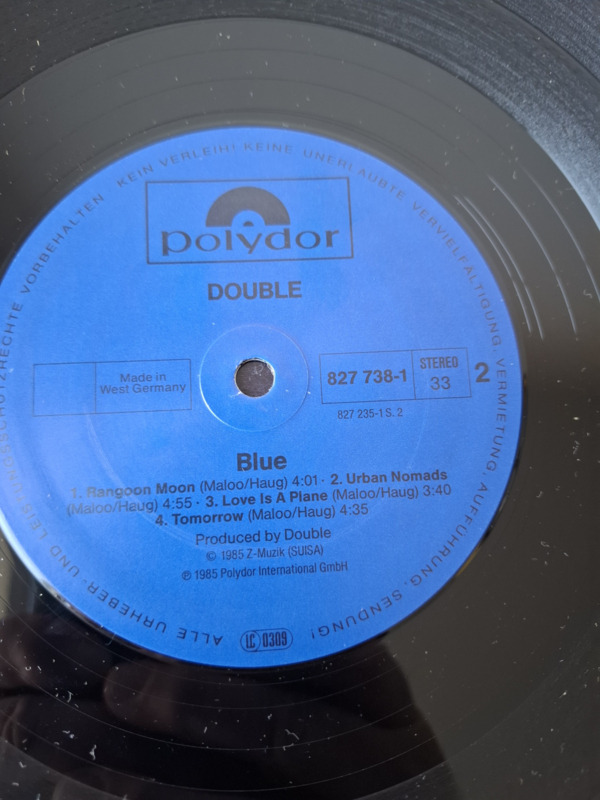 KEIN VERLEIH! KEINE UNERLAUBTE VERVIELFÄLTIGUNG, VERMIETUNG, AUFFÜHRUNG, SENDUNG!
polydor
DOUBLE
Made in
West Germany
827 738-1
STEREO
33
2
827 235-1 S. 2
Blue
1. Rangoon Moon (Maloo/Haug) 4:01 · 2. Urban Nomads
(Maloo/Haug) 4:55 · 3. Love Is A Plane (Maloo/Haug) 3:40
4. Tomorrow (Maloo/Haug) 4:35
Produced by Double
© 1985 Z-Muzik (SUISA)
℗ 1985 Polydor International GmbH
LC 0309
ALLE URHEBER- UND LEISTUNGSSCHUTZRECHTE VORBEHALTEN